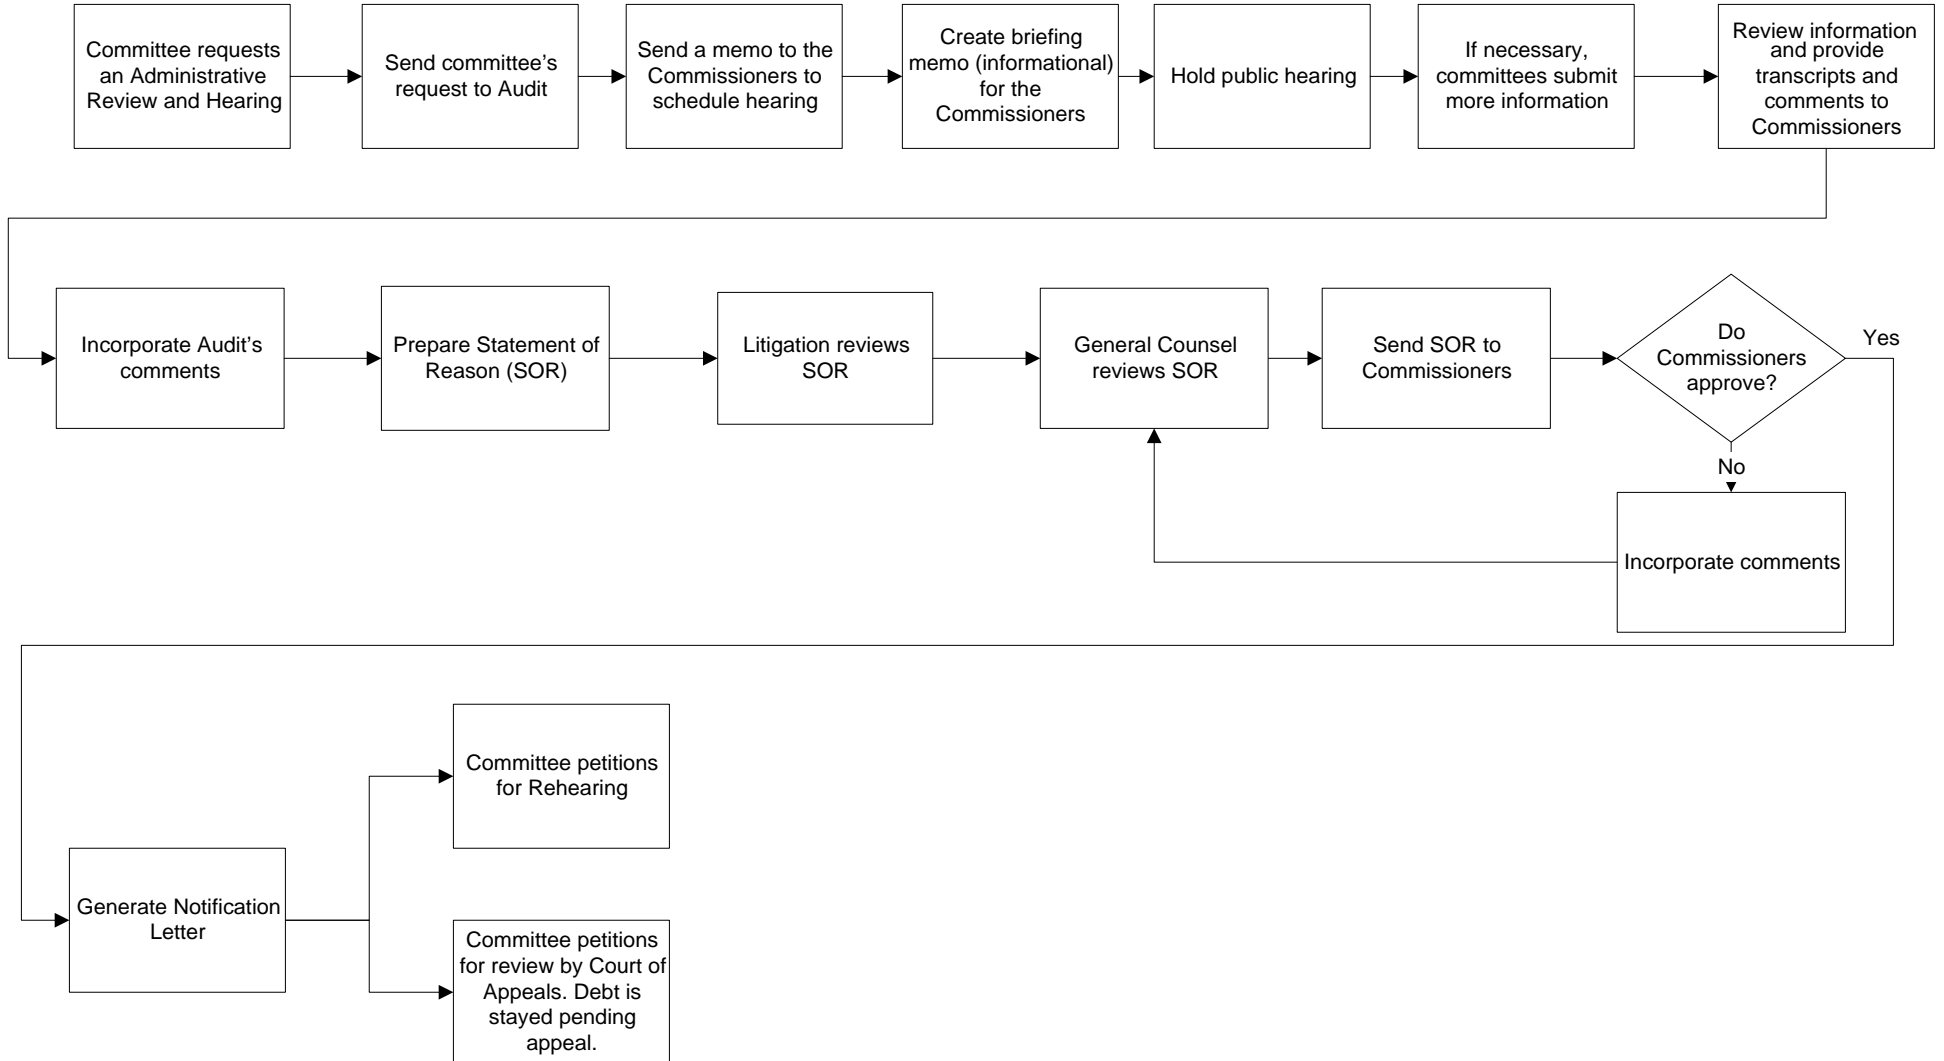 Committee requests
an Administrative
Review and Hearing
Send committee's
request to Audit
Send a memo to the
Commissioners to
schedule hearing
Create briefing
memo (informational)
for the
Commissioners
Hold public hearing
If necessary,
committees submit
more information
Review information
and provide
transcripts and
comments to
Commissioners
Incorporate Audit's
comments
Prepare Statement of
Reason (SOR)
Litigation reviews
SOR
General Counsel
reviews SOR
Send SOR to
Commissioners
Do
Commissioners
approve?
Yes
No
Incorporate comments
Generate Notification
Letter
Committee petitions
for Rehearing
Committee petitions
for review by Court of
Appeals. Debt is
stayed pending
appeal.